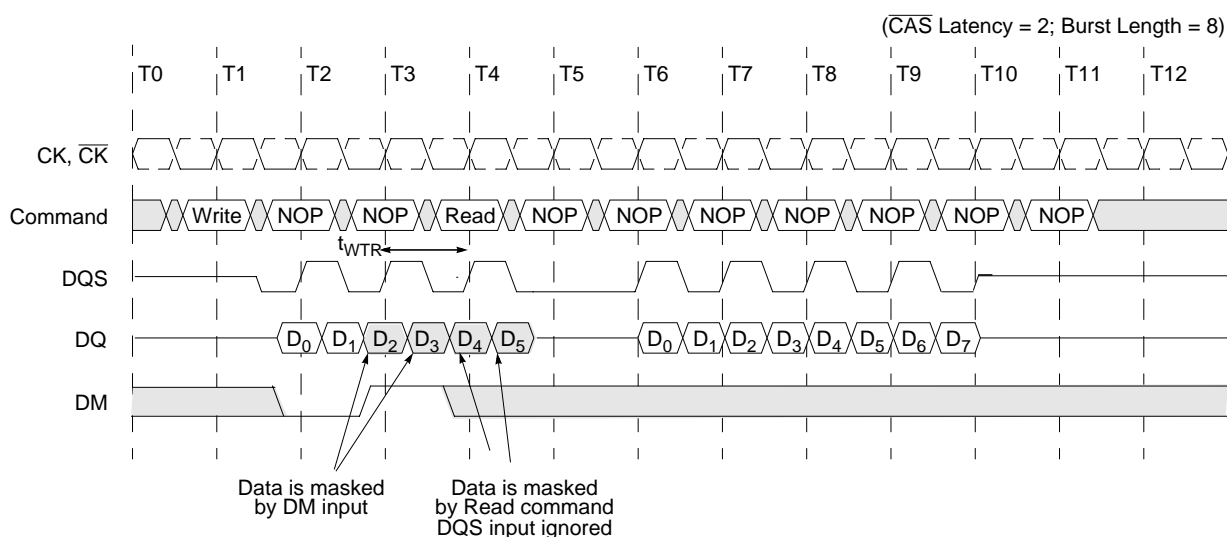 (CAS Latency = 2; Burst Length = 8)
T0 T1 T2 T3 T4 T5 T6 T7 T8 T9 T10 T11 T12
CK, CK
Command Write NOP NOP Read NOP NOP NOP NOP NOP NOP NOP
tWTR
DQS
DQ D0 D1 D2 D3 D4 D5 D0 D1 D2 D3 D4 D5 D6 D7
DM
Data is masked Data is masked
by DM input by Read command
DQS input ignored